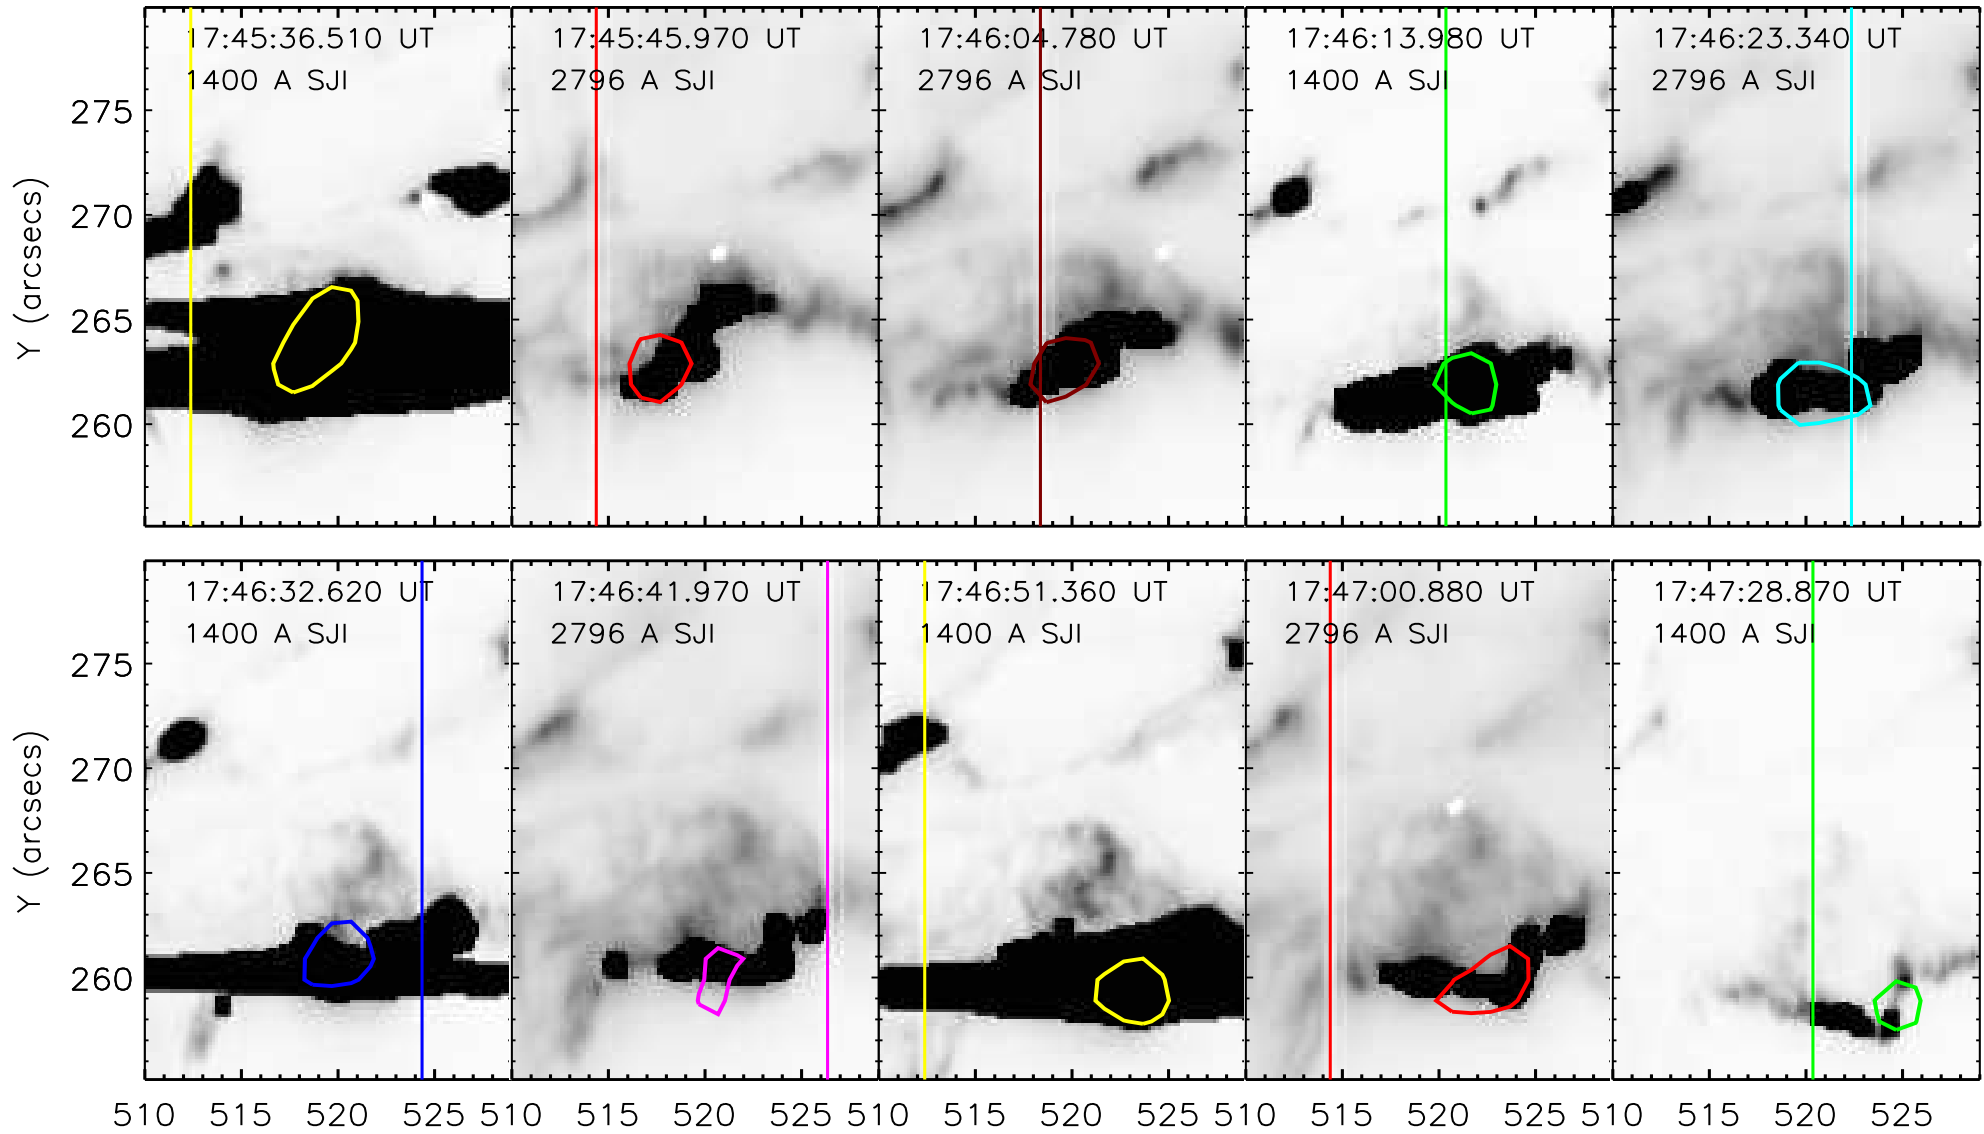 17:45:36.510 UT
1400 A SJI
17:45:45.970 UT
2796 A SJI
17:46:04.780 UT
2796 A SJI
17:46:13.980 UT
1400 A SJI
17:46:23.340 UT
2796 A SJI
275
270
265
260
Y (arcsecs)
17:46:32.620 UT
1400 A SJI
17:46:41.970 UT
2796 A SJI
17:46:51.360 UT
1400 A SJI
17:47:00.880 UT
2796 A SJI
17:47:28.870 UT
1400 A SJI
275
270
265
260
Y (arcsecs)
510 515 520 525 510 515 520 525 510 515 520 525 510 515 520 525 510 515 520 525